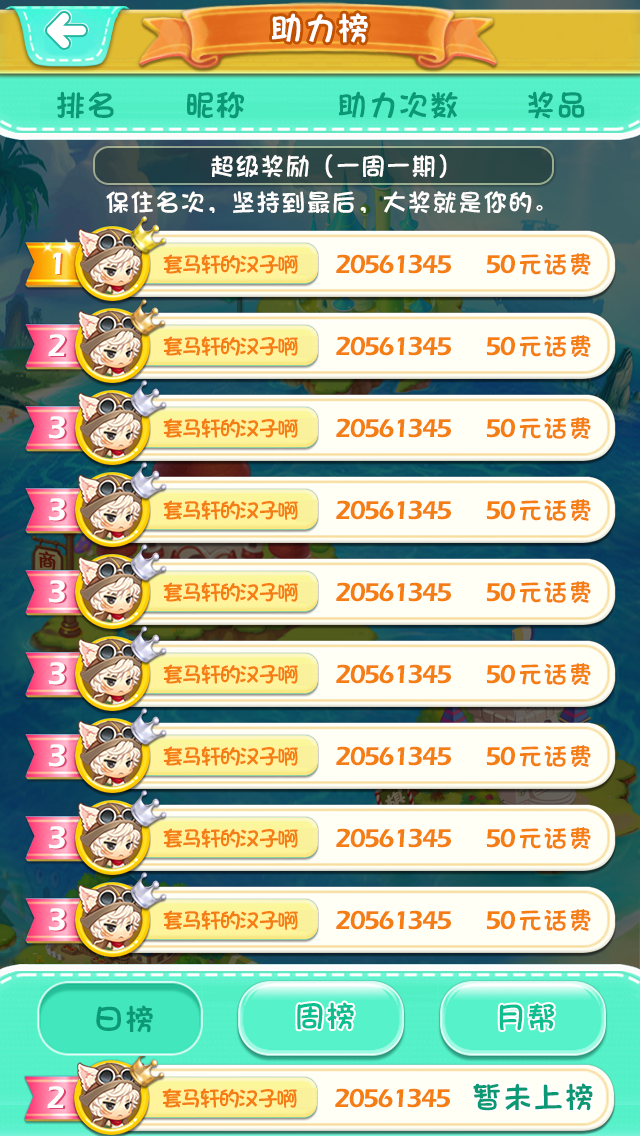 助力榜
排名 昵称 助力次数 奖品
超级奖励（一周一期）
保住名次，坚持到最后，大奖就是你的。
1 套马轩的汉子啊 20561345 50元话费
2 套马轩的汉子啊 20561345 50元话费
3 套马轩的汉子啊 20561345 50元话费
3 套马轩的汉子啊 20561345 50元话费
商
3 套马轩的汉子啊 20561345 50元话费
3 套马轩的汉子啊 20561345 50元话费
3 套马轩的汉子啊 20561345 50元话费
3 套马轩的汉子啊 20561345 50元话费
3 套马轩的汉子啊 20561345 50元话费
日榜 周榜 月帮
2 套马轩的汉子啊 20561345 暂未上榜